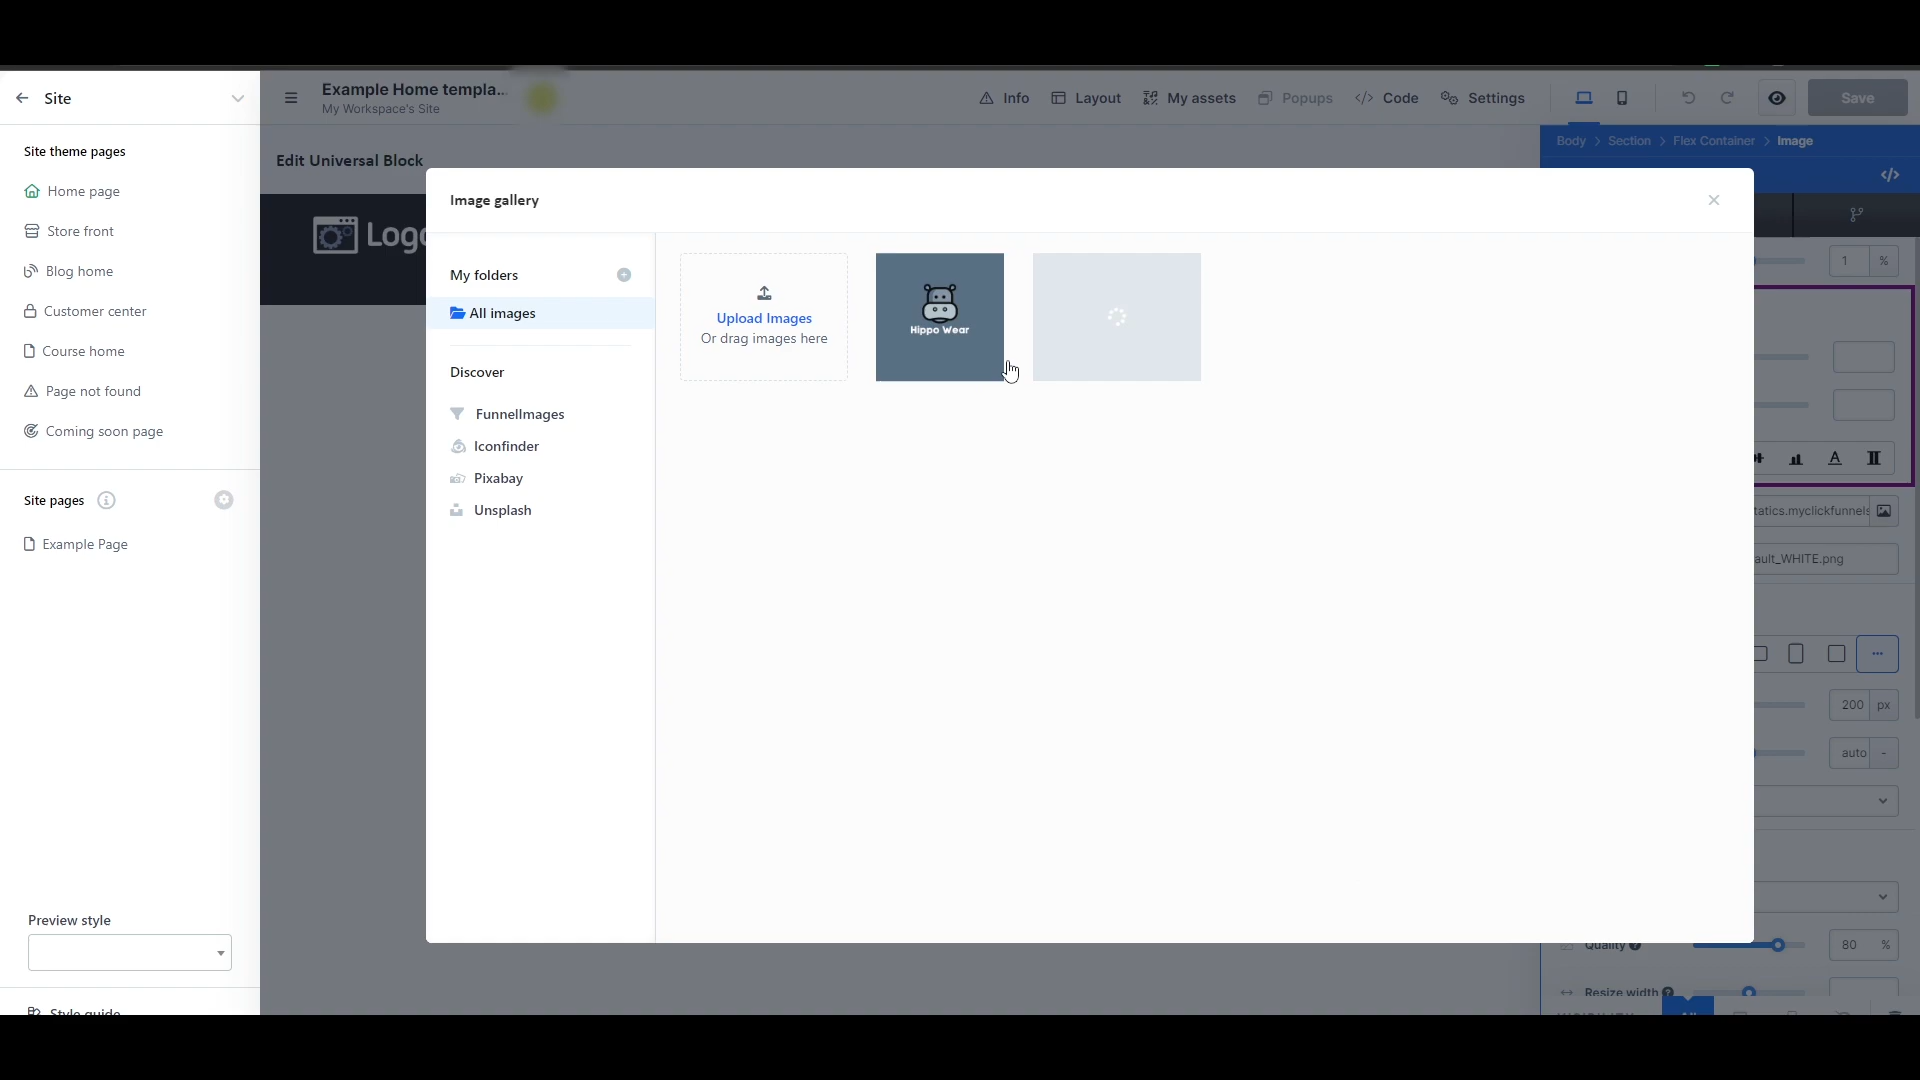 Site
Site theme pages
Home page
Store front
Blog home
Customer center
Course home
Page not found
Coming soon page
Site pages
Example Page
Preview style
Style guide
Example Home templa...
My Workspace's Site
Info
Layout
My assets
Popups
Code
Settings
Save
Edit Universal Block
Body > Section > Flex Container > Image
Image gallery
My folders
All images
Discover
FunnelImages
Iconfinder
Pixabay
Unsplash
Upload Images
Or drag images here
Hippo Wear
1 %
tatics.myclickfunnels
ault_WHITE.png
200 px
auto -
Quality 80 %
Resize width